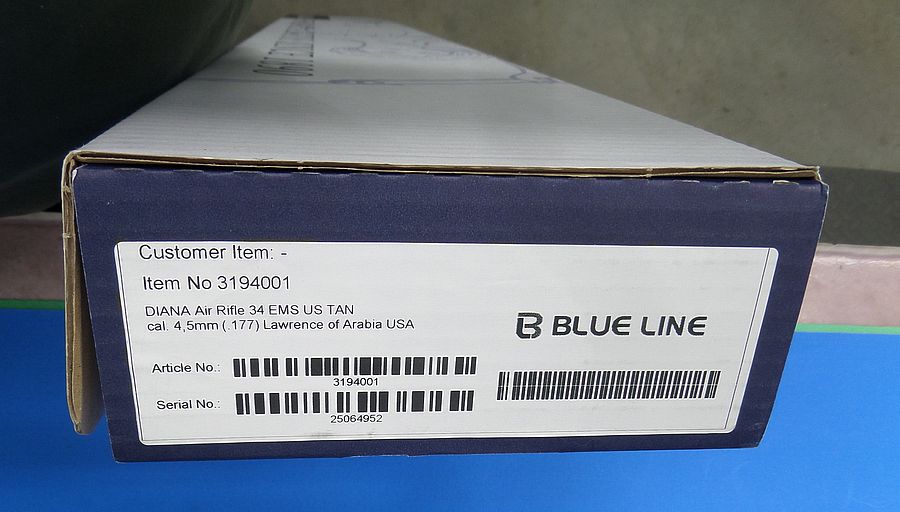 1890
Customer Item: -
Item No 3194001
DIANA Air Rifle 34 EMS US TAN
cal. 4,5mm (.177) Lawrence of Arabia USA
B BLUE LINE
Article No.:
3194001
Serial No.:
25064952